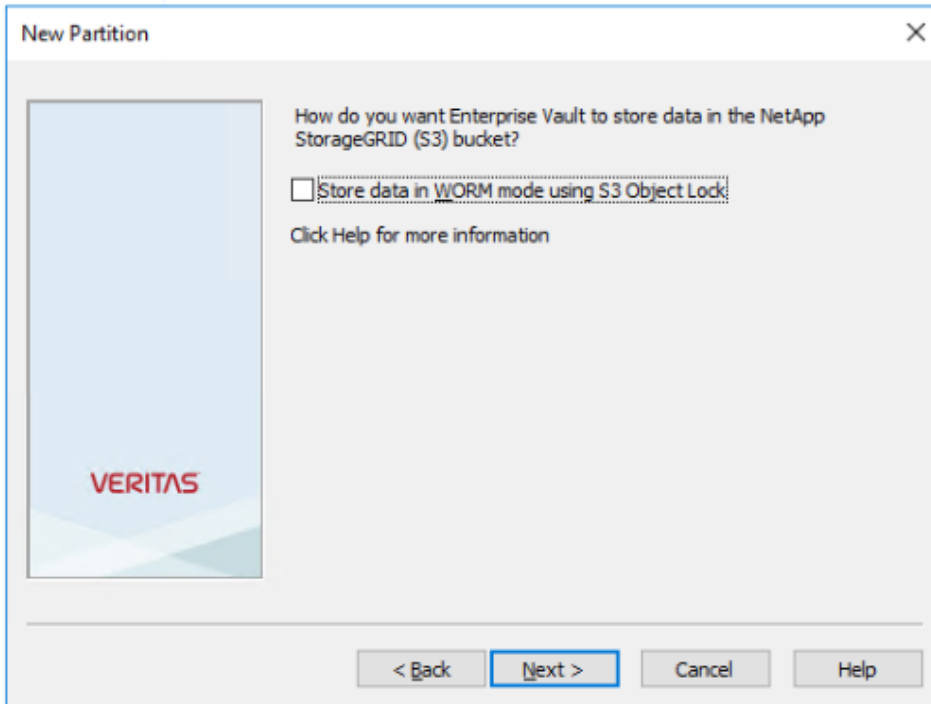 New Partition
How do you want Enterprise Vault to store data in the NetApp
StorageGRID (S3) bucket?
Store data in WORM mode using S3 Object Lock
Click Help for more information
VERITAS
< Back
Next >
Cancel
Help